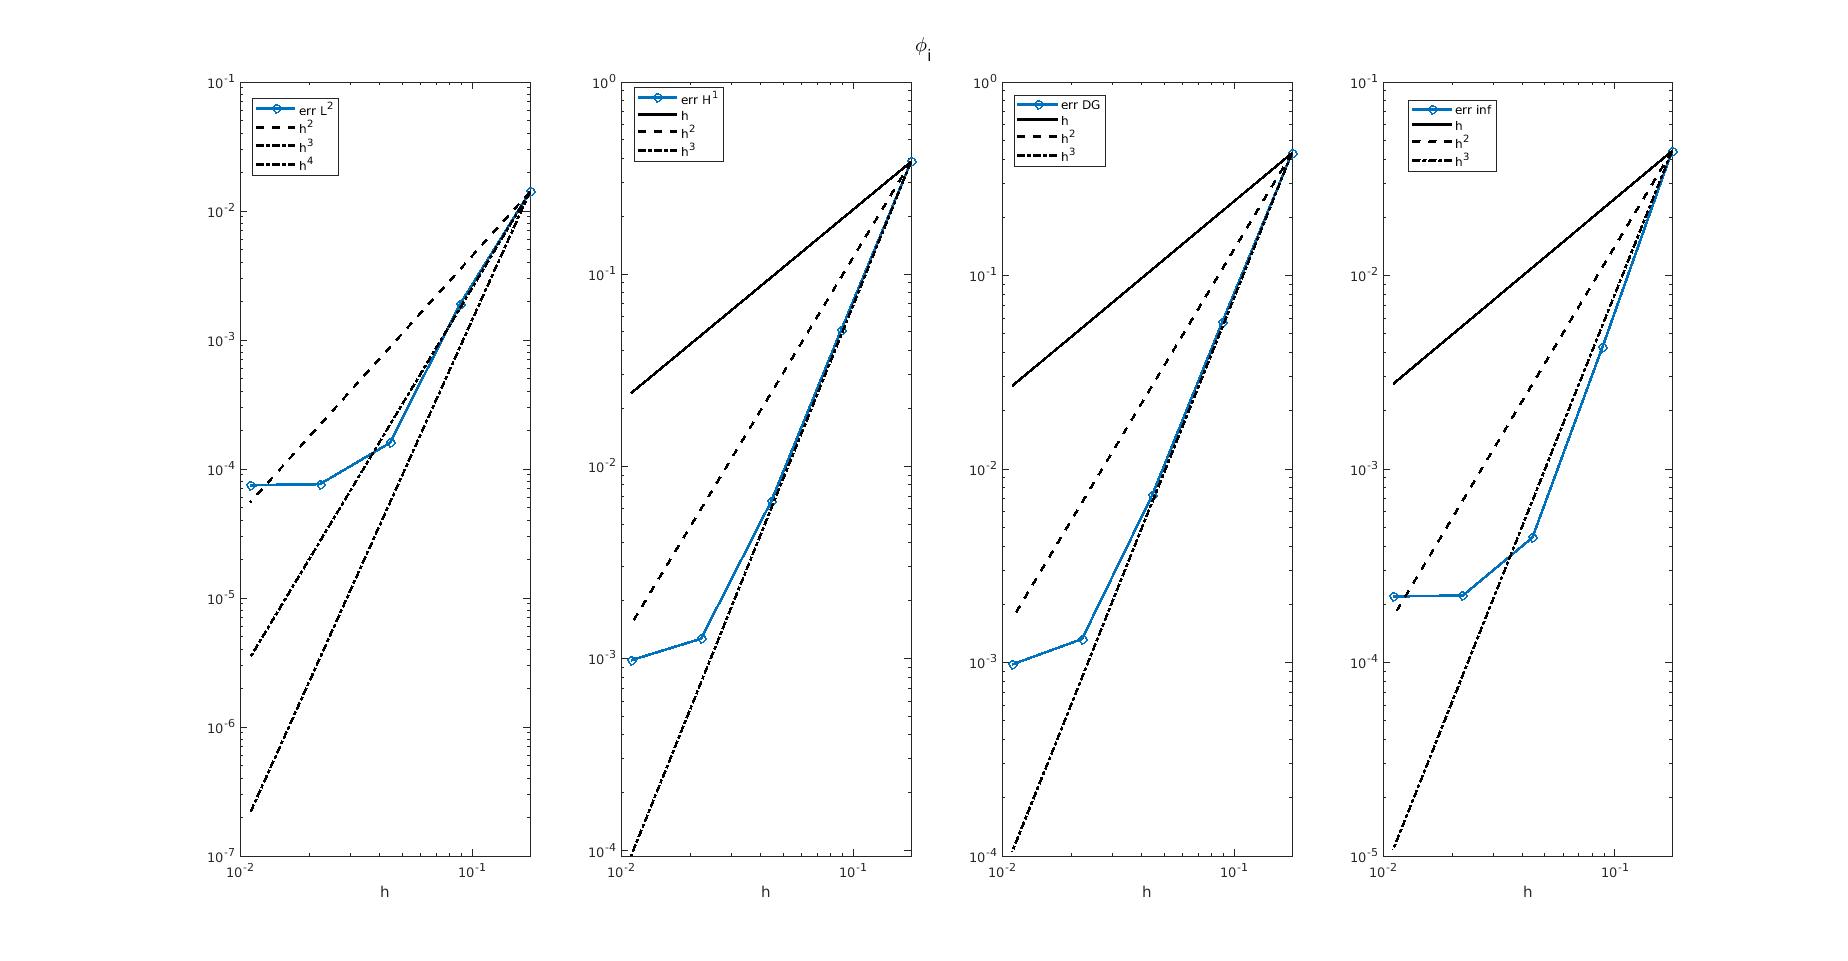 ϕᵢ
10⁻¹
10⁻²
10⁻³
10⁻⁴
10⁻⁵
10⁻⁶
10⁻⁷
10⁻² 10⁻¹
h
err L²
h²
h³
h⁴
10⁰
10⁻¹
10⁻²
10⁻³
10⁻⁴
10⁻² 10⁻¹
h
err H¹
h
h²
h³
10⁰
10⁻¹
10⁻²
10⁻³
10⁻⁴
10⁻² 10⁻¹
h
err DG
h
h²
h³
10⁻¹
10⁻²
10⁻³
10⁻⁴
10⁻⁵
10⁻² 10⁻¹
h
err inf
h
h²
h³